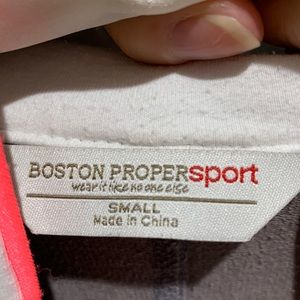 BOSTON PROPERsport
wear it like no one else
SMALL
Made in China